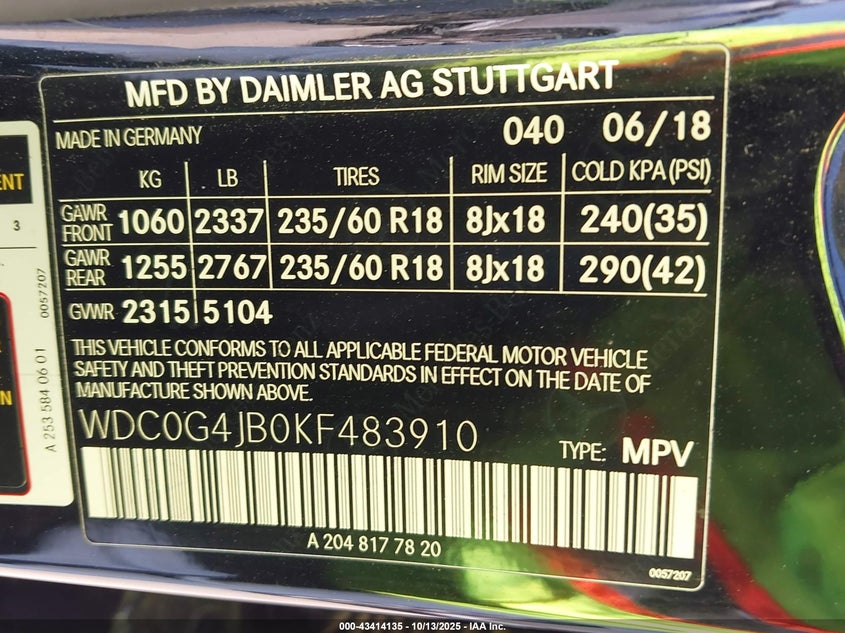 MFD BY DAIMLER AG STUTTGART
MADE IN GERMANY 040 06/18
KG LB TIRES RIM SIZE COLD KPA (PSI)
GAWR FRONT 1060 2337 235/60 R18 8Jx18 240(35)
GAWR REAR 1255 2767 235/60 R18 8Jx18 290(42)
GVWR 2315 5104
THIS VEHICLE CONFORMS TO ALL APPLICABLE FEDERAL MOTOR VEHICLE
SAFETY AND THEFT PREVENTION STANDARDS IN EFFECT ON THE DATE OF
MANUFACTURE SHOWN ABOVE.
WDC0G4JB0KF483910 TYPE: MPV
A 204 817 78 20
0057207
ENT
3
0057207
A 253 584 06 01
ON
000-43414135 - 10/13/2025 - IAA Inc.